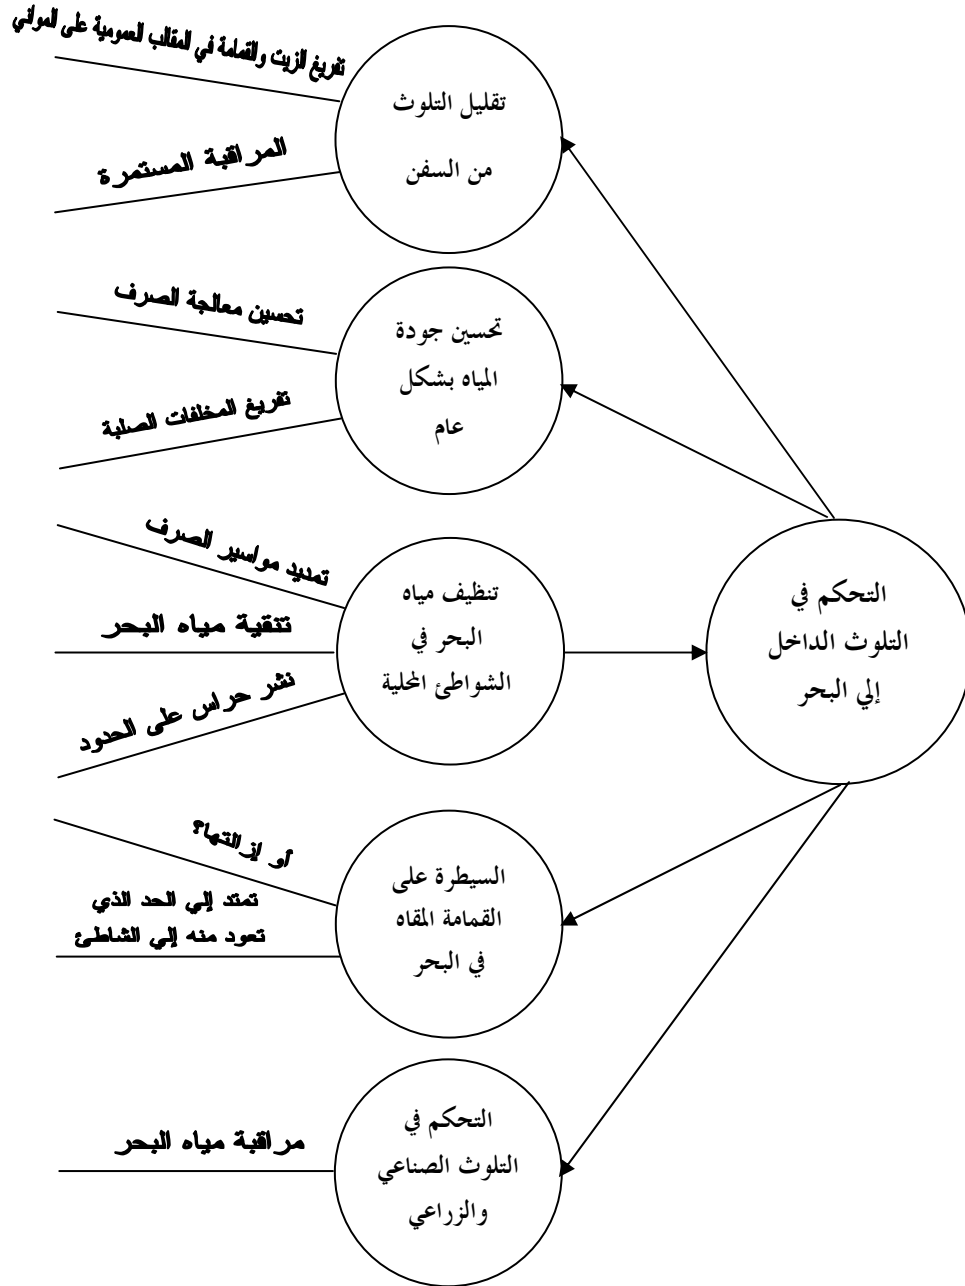 تفريغ الزيت والقمامة في المقالب العمومية على المواني
المراقبة المستمرة
تقليل التلوث
من السفن
تحسين معالجة الصرف
تفريغ المخلفات الصلبة
تحسين جودة
المياه بشكل
عام
تمديد مواسير الصرف
تنقية مياه البحر
نشر حراس على الحدود
تنظيف مياه
البحر في
الشواطئ المحلية
التحكم في
التلوث الداخل
إلي البحر
أو إزالتها؟
تمتد إلي الحد الذي
تعود منه إلي الشاطئ
السيطرة على
القمامة المقاه
في البحر
مراقبة مياه البحر
التحكم في
التلوث الصناعي
والزراعي